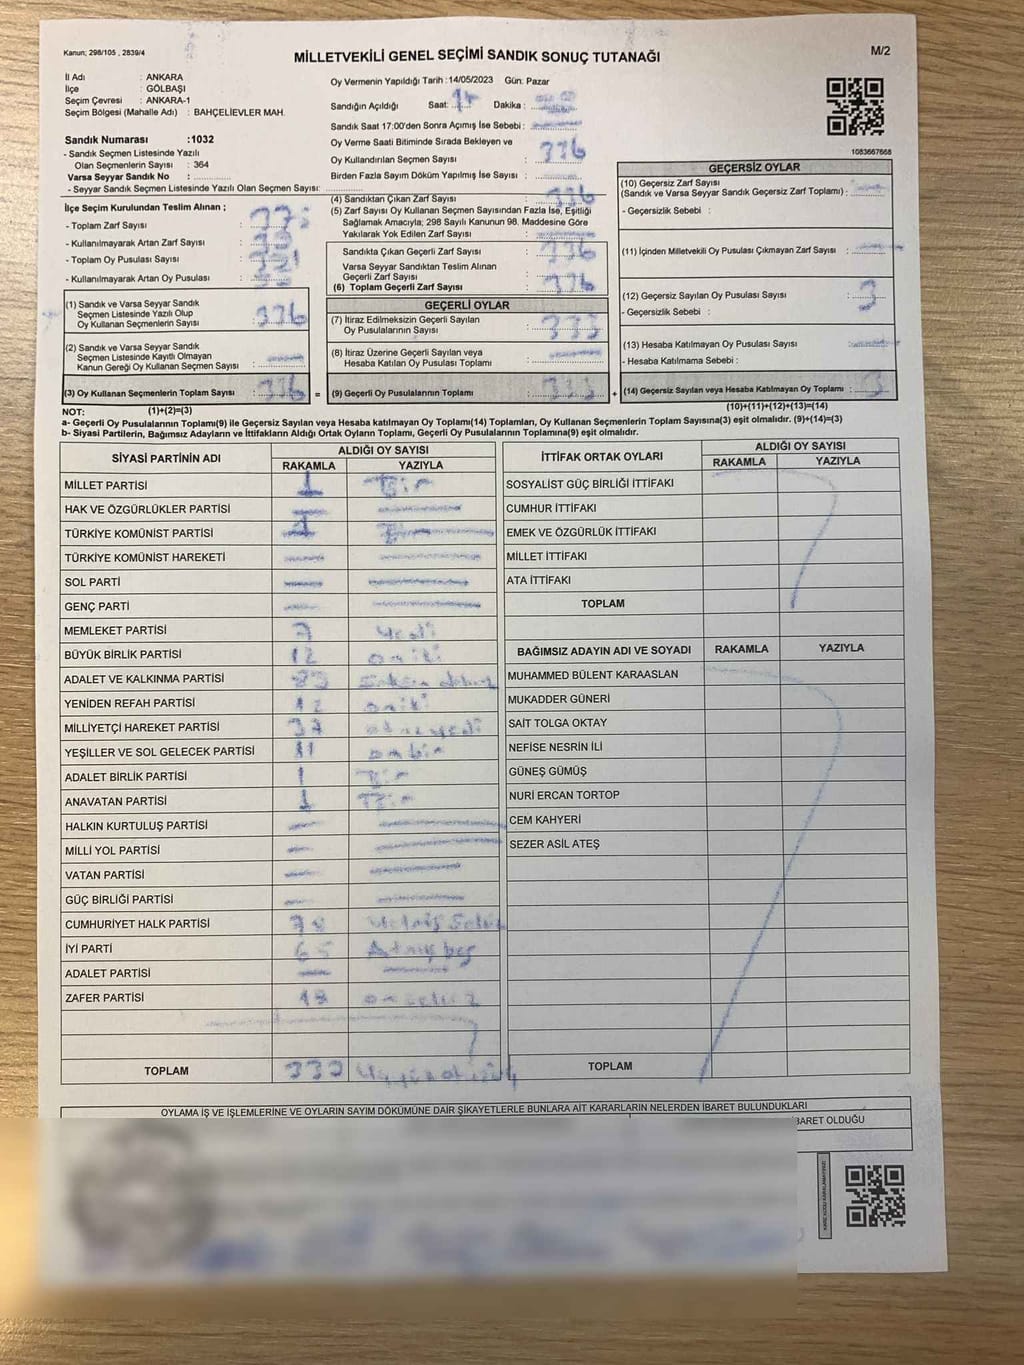 Kanun; 298/105 , 2839/4
MİLLETVEKİLİ GENEL SEÇİMİ SANDIK SONUÇ TUTANAĞI
M/2
İl Adı : ANKARA
İlçe : GÖLBAŞI
Seçim Çevresi : ANKARA-1
Seçim Bölgesi (Mahalle Adı) : BAHÇELİEVLER MAH.
Sandık Numarası :1032
- Sandık Seçmen Listesinde Yazılı
Olan Seçmenlerin Sayısı : 364
Varsa Seyyar Sandık No :
- Seyyar Sandık Seçmen Listesinde Yazılı Olan Seçmen Sayısı:
Oy Vermenin Yapıldığı Tarih :14/05/2023 Gün: Pazar
Sandığın Açıldığı Saat: Dakika :
Sandık Saat 17:00'den Sonra Açımış İse Sebebi :
Oy Verme Saati Bitiminde Sırada Bekleyen ve
Oy Kullandırılan Seçmen Sayısı : 336
Birden Fazla Sayım Döküm Yapılmış İse Sayısı :
1083667668
İlçe Seçim Kurulundan Teslim Alınan ;
- Toplam Zarf Sayısı :
- Kullanılmayarak Artan Zarf Sayısı :
- Toplam Oy Pusulası Sayısı :
- Kullanılmayarak Artan Oy Pusulası :
(1) Sandık ve Varsa Seyyar Sandık
Seçmen Listesinde Yazılı Olup
Oy Kullanan Seçmenlerin Sayısı : 336
(2) Sandık ve Varsa Seyyar Sandık
Seçmen Listesinde Kayıtlı Olmayan
Kanun Gereği Oy Kullanan Seçmen Sayısı :
(3) Oy Kullanan Seçmenlerin Toplam Sayısı : 336
(4) Sandıktan Çıkan Zarf Sayısı : 336
(5) Zarf Sayısı Oy Kullanan Seçmen Sayısından Fazla İse, Eşitliği
Sağlamak Amacıyla; 298 Sayılı Kanunun 98. Maddesine Göre
Yakılarak Yok Edilen Zarf Sayısı :
Sandıkta Çıkan Geçerli Zarf Sayısı : 336
Varsa Seyyar Sandıktan Teslim Alınan
Geçerli Zarf Sayısı :
(6) Toplam Geçerli Zarf Sayısı : 336
GEÇERLİ OYLAR
(7) İtiraz Edilmeksizin Geçerli Sayılan
Oy Pusulalarının Sayısı : 333
(8) İtiraz Üzerine Geçerli Sayılan veya
Hesaba Katılan Oy Pusulası Toplamı :
= (9) Geçerli Oy Pusulalarının Toplamı : 333
GEÇERSİZ OYLAR
(10) Geçersiz Zarf Sayısı
(Sandık ve Varsa Seyyar Sandık Geçersiz Zarf Toplamı) :
- Geçersizlik Sebebi :
(11) İçinden Milletvekili Oy Pusulası Çıkmayan Zarf Sayısı :
(12) Geçersiz Sayılan Oy Pusulası Sayısı : 3
- Geçersizlik Sebebi :
(13) Hesaba Katılmayan Oy Pusulası Sayısı :
- Hesaba Katılmama Sebebi :
+ (14) Geçersiz Sayılan veya Hesaba Katılmayan Oy Toplamı : 3
NOT: (1)+(2)=(3) (10)+(11)+(12)+(13)=(14)
a- Geçerli Oy Pusulalarının Toplamı(9) ile Geçersiz Sayılan veya Hesaba katılmayan Oy Toplamı(14) Toplamları, Oy Kullanan Seçmenlerin Toplam Sayısına(3) eşit olmalıdır. (9)+(14)=(3)
b- Siyasi Partilerin, Bağımsız Adayların ve İttifakların Aldığı Ortak Oyların Toplamı, Geçerli Oy Pusulalarının Toplamına(9) eşit olmalıdır.
SİYASİ PARTİNİN ADI ALDIĞI OY SAYISI
RAKAMLA YAZIYLA
MİLLET PARTİSİ 1 Bir
HAK VE ÖZGÜRLÜKLER PARTİSİ
TÜRKİYE KOMÜNİST PARTİSİ 1
TÜRKİYE KOMÜNİST HAREKETİ
SOL PARTİ
GENÇ PARTİ
MEMLEKET PARTİSİ 7 Yedi
BÜYÜK BİRLİK PARTİSİ 12 oniki
ADALET VE KALKINMA PARTİSİ
YENİDEN REFAH PARTİSİ 12 oniki
MİLLİYETÇİ HAREKET PARTİSİ 37 otuzyedi
YEŞİLLER VE SOL GELECEK PARTİSİ 11 onbir
ADALET BİRLİK PARTİSİ 1 Bir
ANAVATAN PARTİSİ 1 Bir
HALKIN KURTULUŞ PARTİSİ
MİLLİ YOL PARTİSİ
VATAN PARTİSİ
GÜÇ BİRLİĞİ PARTİSİ
CUMHURİYET HALK PARTİSİ 78
İYİ PARTİ 65 Atmış beş
ADALET PARTİSİ
ZAFER PARTİSİ 18 onsekiz
TOPLAM 333
İTTİFAK ORTAK OYLARI ALDIĞI OY SAYISI
RAKAMLA YAZIYLA
SOSYALİST GÜÇ BİRLİĞİ İTTİFAKI
CUMHUR İTTİFAKI
EMEK VE ÖZGÜRLÜK İTTİFAKI
MİLLET İTTİFAKI
ATA İTTİFAKI
TOPLAM
BAĞIMSIZ ADAYIN ADI VE SOYADI RAKAMLA YAZIYLA
MUHAMMED BÜLENT KARAASLAN
MUKADDER GÜNERİ
SAİT TOLGA OKTAY
NEFİSE NESRİN İLİ
GÜNEŞ GÜMÜŞ
NURİ ERCAN TORTOP
CEM KAHYERİ
SEZER ASİL ATEŞ
TOPLAM
OYLAMA İŞ VE İŞLEMLERİNE VE OYLARIN SAYIM DÖKÜMÜNE DAİR ŞİKAYETLERLE BUNLARA AİT KARARLARIN NELERDEN İBARET BULUNDUKLARI
BARET OLDUĞU